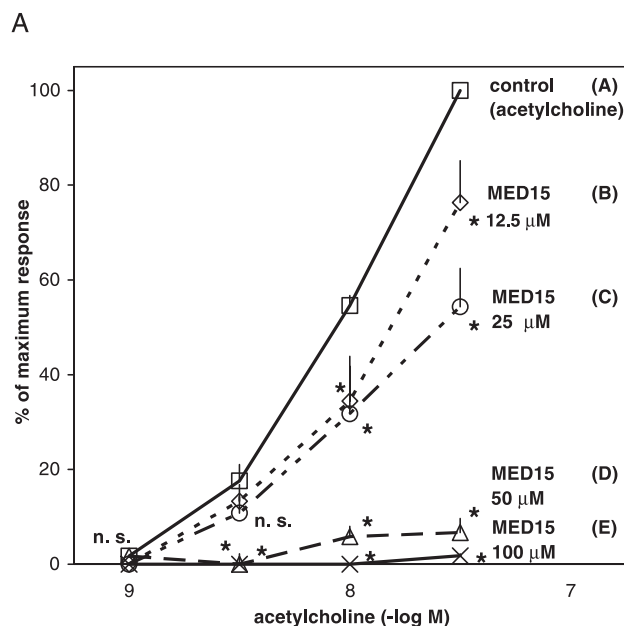 A
% of maximum response
100
80
60
40
20
0
control (A)
(acetylcholine)
MED15 (B)
* 12.5 μM
MED15 (C)
25 μM
*
*
*
MED15 (D)
50 μM
*
n. s.
n. s.
*
*
*
MED15 (E)
100 μM
*
*
9
8
7
acetylcholine (-log M)